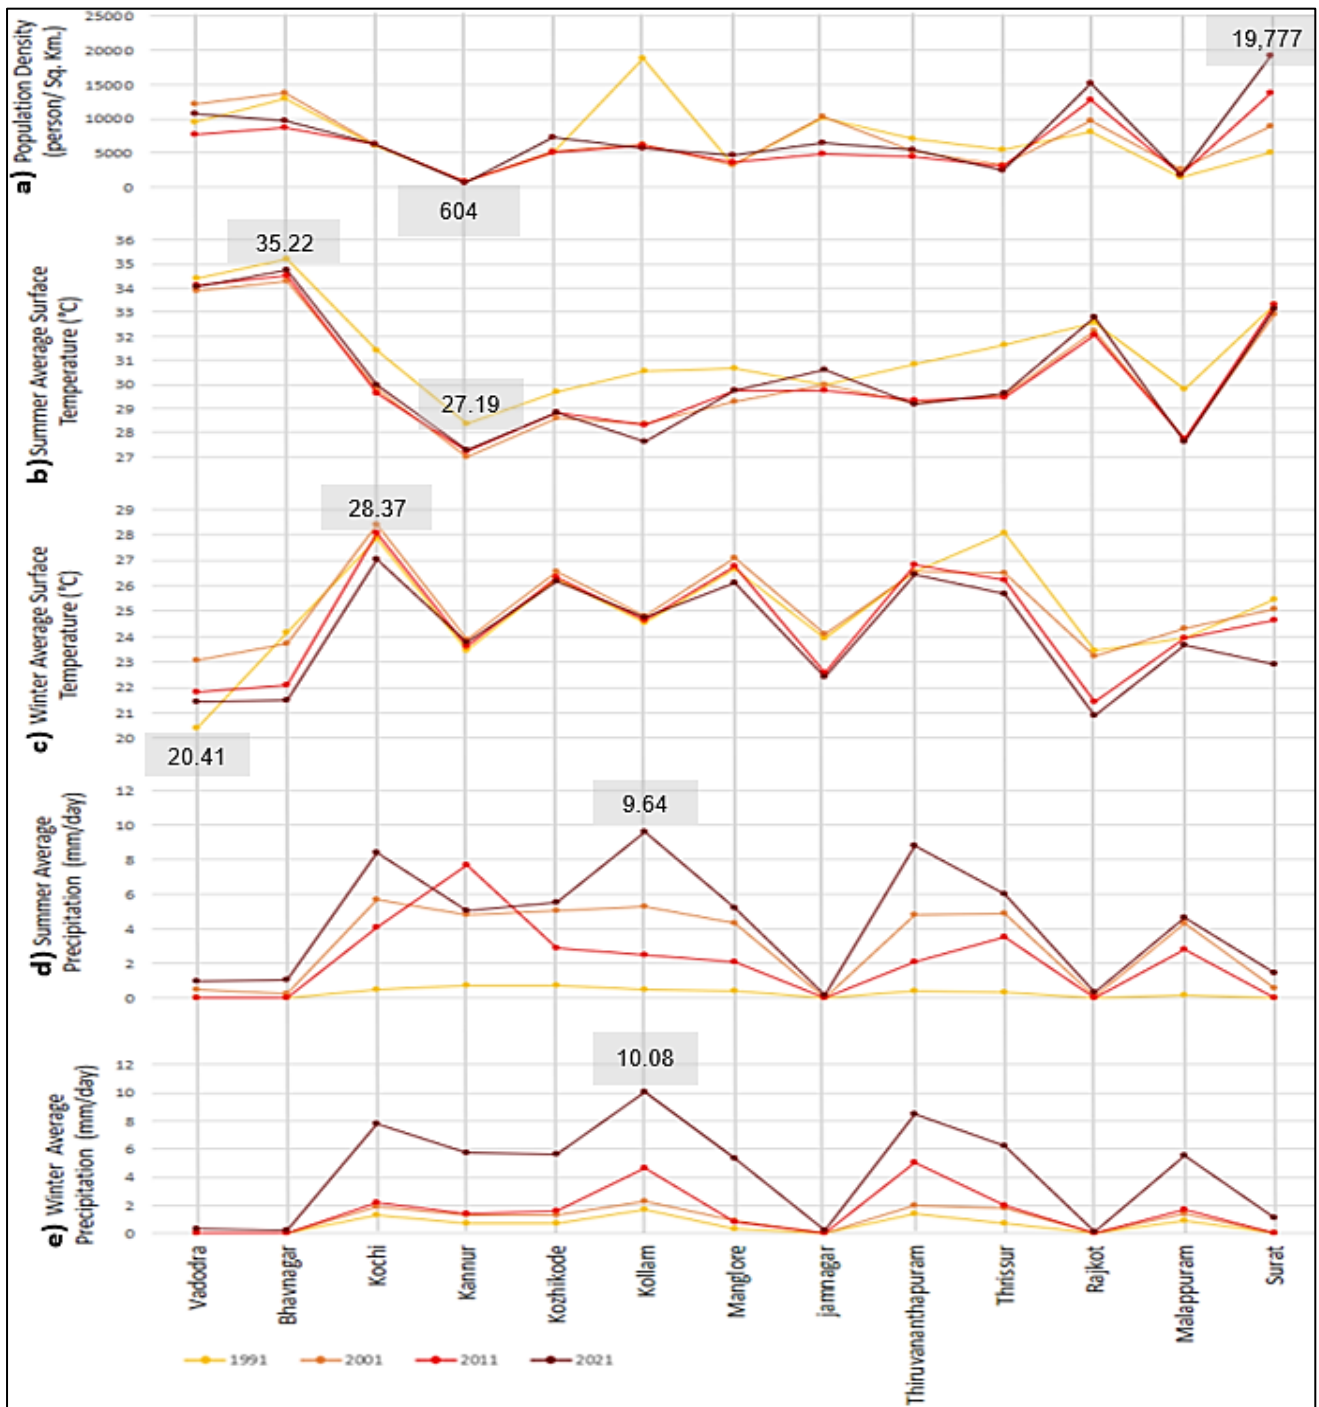 a) Population Density
(person/ Sq. Km.)
25000
20000
15000
10000
5000
0
19,777
604
b) Summer Average Surface
Temperature (°C)
36
35
34
33
32
31
30
29
28
27
35.22
27.19
c) Winter Average Surface
Temperature (°C)
29
28
27
26
25
24
23
22
21
20
28.37
20.41
d) Summer Average
Precipitation (mm/day)
12
10
8
6
4
2
0
9.64
e) Winter Average
Precipitation (mm/day)
12
10
8
6
4
2
0
10.08
Vadodra
Bhavnagar
Kochi
Kannur
Kozhikode
Kollam
Manglore
jamnagar
Thiruvananthapuram
Thrissur
Rajkot
Malappuram
Surat
1991 2001 2011 2021